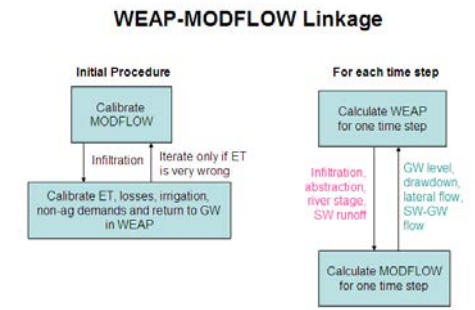 WEAP-MODFLOW Linkage
Initial Procedure
Calibrate
MODFLOW
Infiltration
Iterate only if ET
is very wrong
Calibrate ET, losses, irrigation,
non-ag demands and return to GW
in WEAP
For each time step
Calculate WEAP
for one time step
Infiltration,
abstraction,
river stage,
SW runoff
GW level,
drawdown,
lateral flow,
SW-GW
flow
Calculate MODFLOW
for one time step